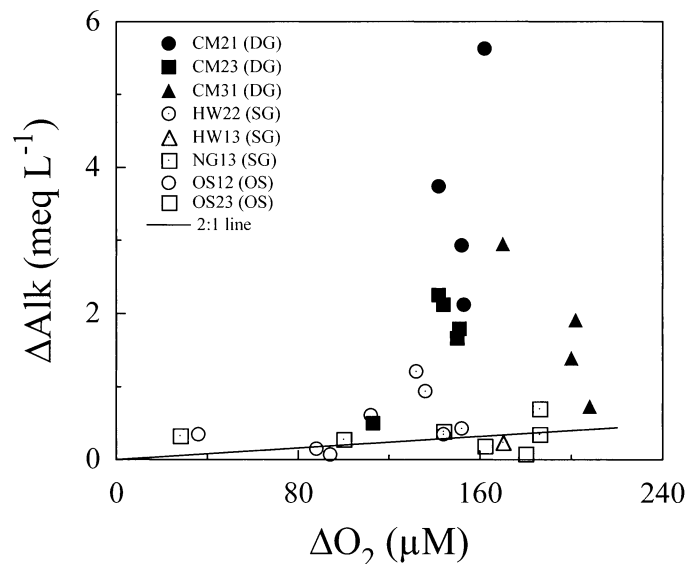 6
4
2
0
ΔAlk (meq L⁻¹)
CM21 (DG)
CM23 (DG)
CM31 (DG)
HW22 (SG)
HW13 (SG)
NG13 (SG)
OS12 (OS)
OS23 (OS)
2:1 line
0 80 160 240
ΔO₂ (µM)